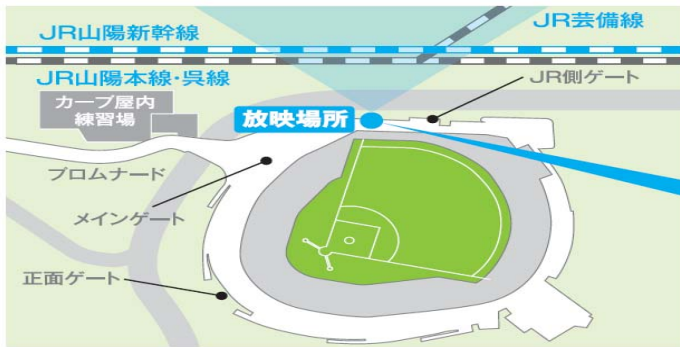 JR山陽新幹線
JR芸備線
JR山陽本線・呉線
JR側ゲート
カープ屋内
練習場
放映場所
プロムナード
メインゲート
正面ゲート